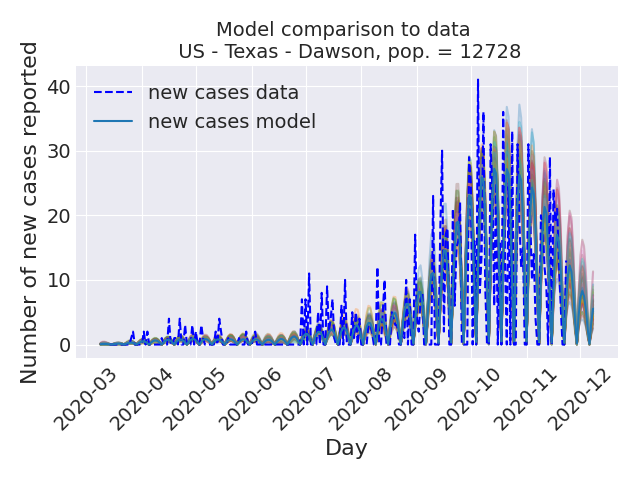 Model comparison to data
US - Texas - Dawson, pop. = 12728
Number of new cases reported
40
30
20
10
0
new cases data
new cases model
2020-03
2020-04
2020-05
2020-06
2020-07
2020-08
2020-09
2020-10
2020-11
2020-12
Day